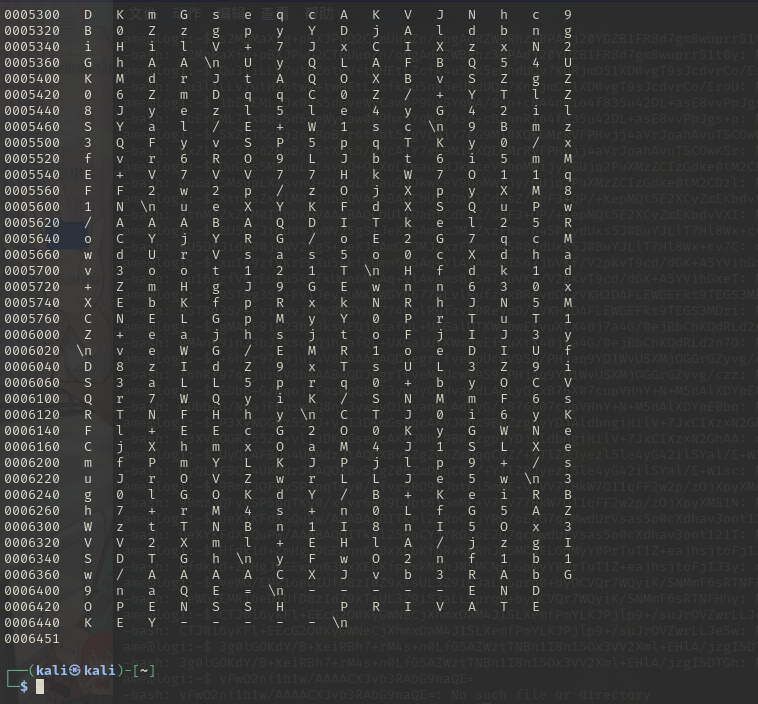 0005300 D K m G s e q c A K V J N h c 9
0005320 B 0 Z z g p y Y D j A l d n N g
0005340 i H i l v + 7 J x C I x b x N 2
0005360 G h A A \n U y Q L A F B Z 5 4 U
0005400 K M d r J t A Q O X B v Q Z g Z
0005420 0 6 Z m D q q C 0 Z / + S T l Z
0005440 8 J y e z l 5 l e 4 y G Y 2 i l
0005460 S Y a l / E + W 1 s c \n 9 B m z
0005500 3 Q f y v S P 5 p q T K y 0 / x
0005520 f v r 6 R O 9 L J b t 6 i 5 m M
0005540 E + V 7 V V 7 7 H k W 7 O 1 1 q
0005560 F F 2 w 2 p / z O j X p y X M 8
0005600 1 N \n u e X Y K F d X S Q u P w
0005620 / A A j B Y Q D I T k e l 2 5 R
0005640 o C Y J Y A G / o E 2 G 7 q c M
0005660 w d U r V R a s 5 o 0 c X d h a
0005700 v 3 o o t s 2 1 T \n H f d k 1 d
0005720 + Z m H g 1 9 G E w n n 6 3 0 x
0005740 X E b K f J R x k N R h J N 5 M
0005760 C N E L G p M y Y 0 P r T u T 1
0006000 Z + e a j p s j t 0 F j I J 3 y
0006020 \n v e W G h E M R 1 o e D I U f
0006040 D 8 z I d / 9 x T s U L 3 Z 9 i
0006060 S 3 a L L Z p r q 0 + b y O C V
0006100 Q r 7 W Q 5 i K / S N M m F 6 s
0006120 R T N F H y y \n C T J 0 i 6 Y K
0006140 F l + E E c G 2 0 K y G W N e
0006160 C j X h m x O a M 4 J 1 S L X e
0006200 m f P m Y L K J P j l p 9 + / s
0006220 u J r O V Z w r L L J e 5 w \n 3
0006240 g 0 l G O K d Y / B + K e i R B
0006260 h 7 + r M 4 s + n 0 L f G 5 A Z
0006300 W z t T N B n 1 I 8 n I 5 O x 3
0006320 V V 2 X m l + E H l A / j z g I
0006340 S D T G h \n y F w O 2 n f 1 b 1
0006360 w / A A A A C X J v b 3 R A b G
0006400 9 n a Q E = \n - - - - - E N D
0006420 O P E N S S H P R I V A T E
0006440 K E Y - - - - - \n
0006451
┌──(kali㉿kali)-[~]
└─$